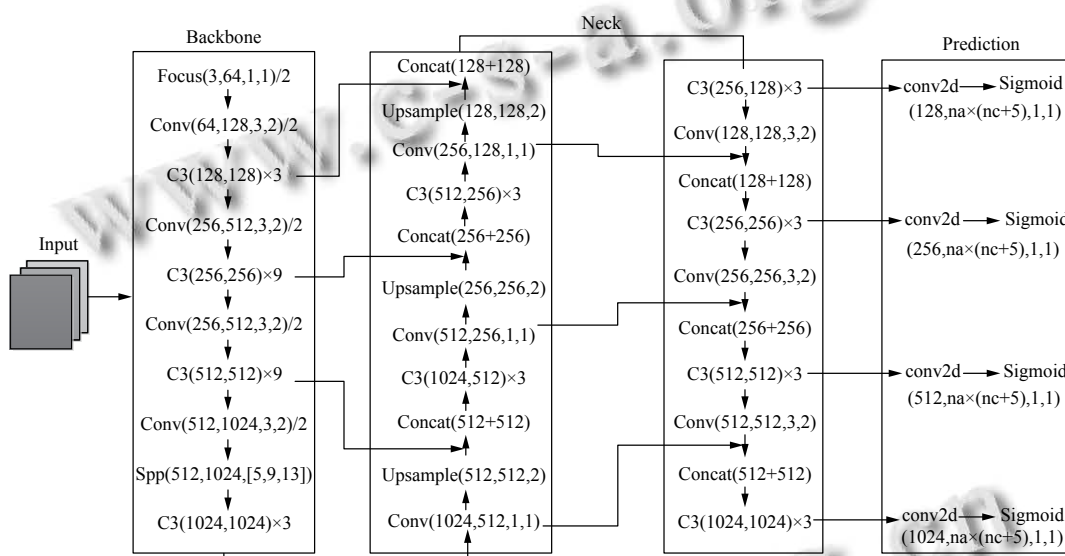 Neck
Backbone
Prediction
Input
Focus(3,64,1,1)/2
Conv(64,128,3,2)/2
C3(128,128)×3
Conv(256,512,3,2)/2
C3(256,256)×9
Conv(256,512,3,2)/2
C3(512,512)×9
Conv(512,1024,3,2)/2
Spp(512,1024,[5,9,13])
C3(1024,1024)×3
Concat(128+128)
Upsample(128,128,2)
Conv(256,128,1,1)
C3(512,256)×3
Concat(256+256)
Upsample(256,256,2)
Conv(512,256,1,1)
C3(1024,512)×3
Concat(512+512)
Upsample(512,512,2)
Conv(1024,512,1,1)
C3(256,128)×3
Conv(128,128,3,2)
Concat(128+128)
C3(256,256)×3
Conv(256,256,3,2)
Concat(256+256)
C3(512,512)×3
Conv(512,512,3,2)
Concat(512+512)
C3(1024,1024)×3
conv2d Sigmoid
(128,na×(nc+5),1,1)
conv2d Sigmoid
(256,na×(nc+5),1,1)
conv2d Sigmoid
(512,na×(nc+5),1,1)
conv2d Sigmoid
(1024,na×(nc+5),1,1)
www.c-s-a.org